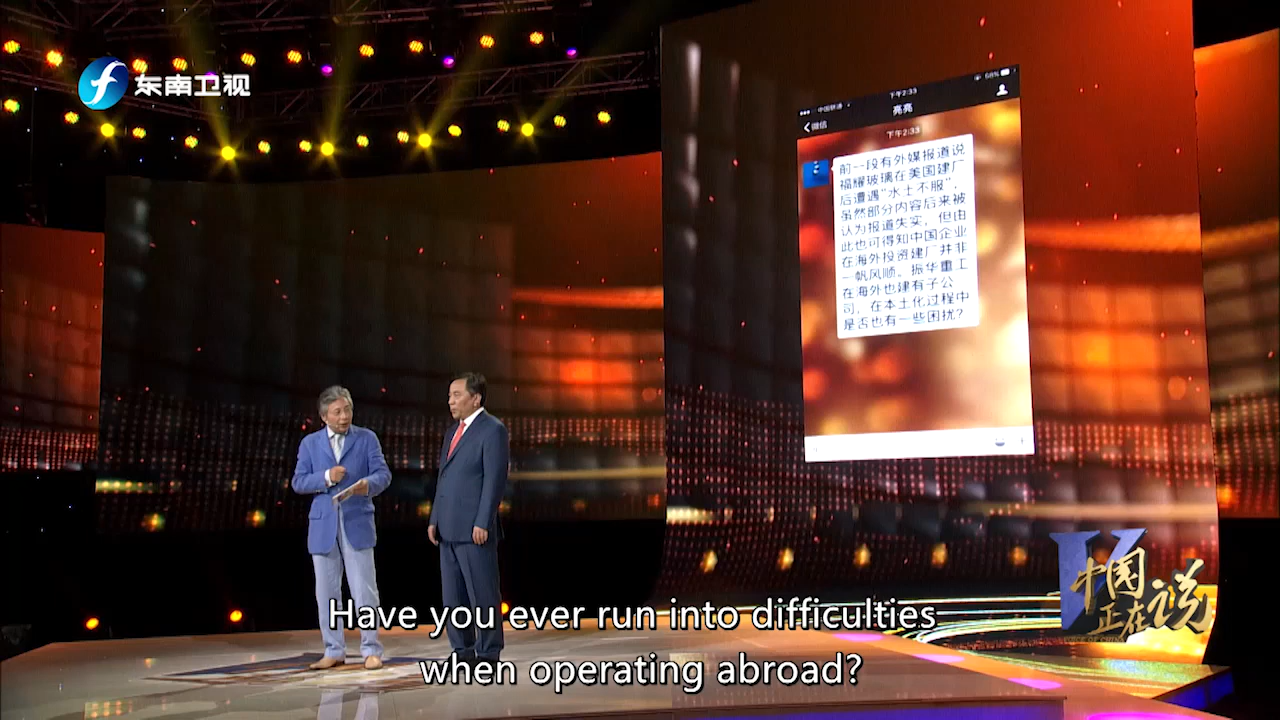 东南卫视
中国联通
下午2:33
68%
微信
亮亮
下午2:33
前一段有外媒报道说
福耀玻璃在美国建厂
后遭遇“水土不服”，
虽然部分内容后来被
认为报道失实，但由
此也可得知中国企业
在海外投资建厂并非
一帆风顺。振华重工
在海外也建有子公
司，在本土化过程中
是否也有一些困扰？
中国
正在说
Have you ever run into difficulties
when operating abroad?